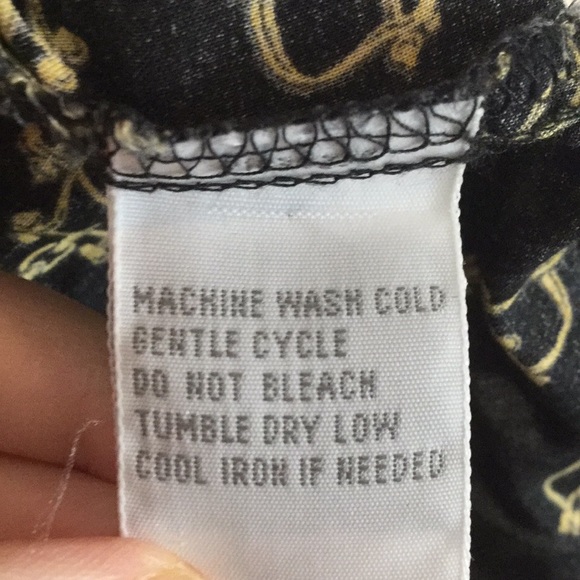 MACHINE WASH COLD
GENTLE CYCLE
DO NOT BLEACH
TUMBLE DRY LOW
COOL IRON IF NEEDED